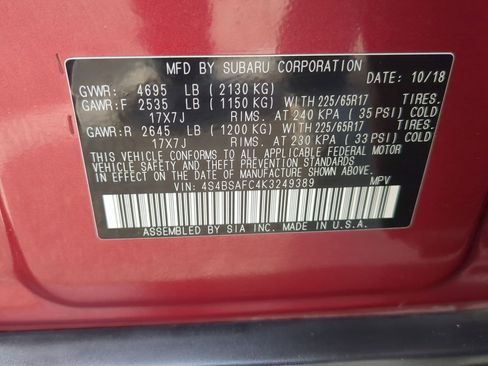 MFD BY SUBARU CORPORATION
DATE: 10/18
GVWR: 4695 LB (2130 KG)
GAWR:F 2535 LB (1150 KG) WITH 225/65R17 TIRES.
17X7J RIMS. AT 240 KPA (35 PSI) COLD
GAWR:R 2645 LB (1200 KG) WITH 225/65R17 TIRES.
17X7J RIMS. AT 230 KPA (33 PSI) COLD
THIS VEHICLE CONFORMS TO ALL APPLICABLE FEDERAL MOTOR
VEHICLE SAFETY AND THEFT PREVENTION STANDARDS
IN EFFECT ON THE DATE OF MANUFACTURE SHOWN ABOVE.
VIN: 4S4BSAFC4K3249389 MPV
ASSEMBLED BY SIA INC. MADE IN U.S.A.